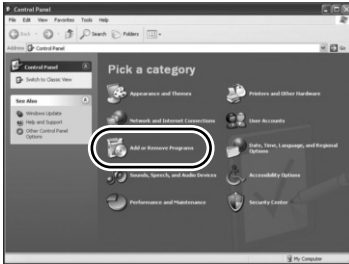 Control Panel
File Edit View Favorites Tools Help
Back Search Folders
Address Control Panel Go
Control Panel
Switch to Classic View
See Also
Windows Update
Help and Support
Other Control Panel
Options
Pick a category
Appearance and Themes
Printers and Other Hardware
Network and Internet Connections
User Accounts
Add or Remove Programs
Date, Time, Language, and Regional
Options
Sounds, Speech, and Audio Devices
Accessibility Options
Performance and Maintenance
Security Center
My Computer